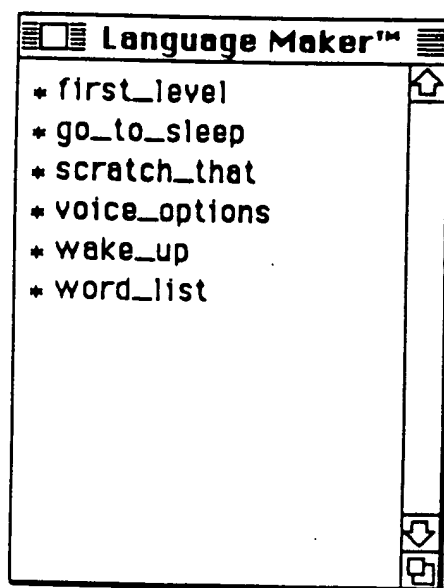 Language Maker™
* first_level
* go_to_sleep
* scratch_that
* voice_options
* wake_up
* word_list